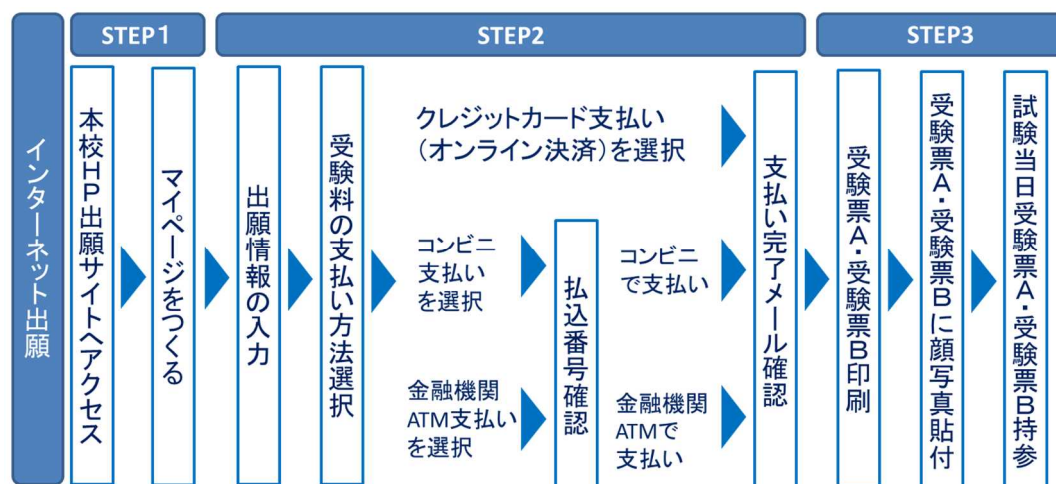 STEP1
STEP2
STEP3
インターネット出願
本校HP出願サイトへアクセス
マイページをつくる
出願情報の入力
受験料の支払い方法選択
クレジットカード支払い
(オンライン決済)を選択
コンビニ
支払い
を選択
金融機関
ATM支払い
を選択
払込番号確認
コンビニ
で支払い
金融機関
ATMで
支払い
支払い完了メール確認
受験票A・受験票B印刷
受験票A・受験票Bに顔写真貼付
試験当日受験票A・受験票B持参